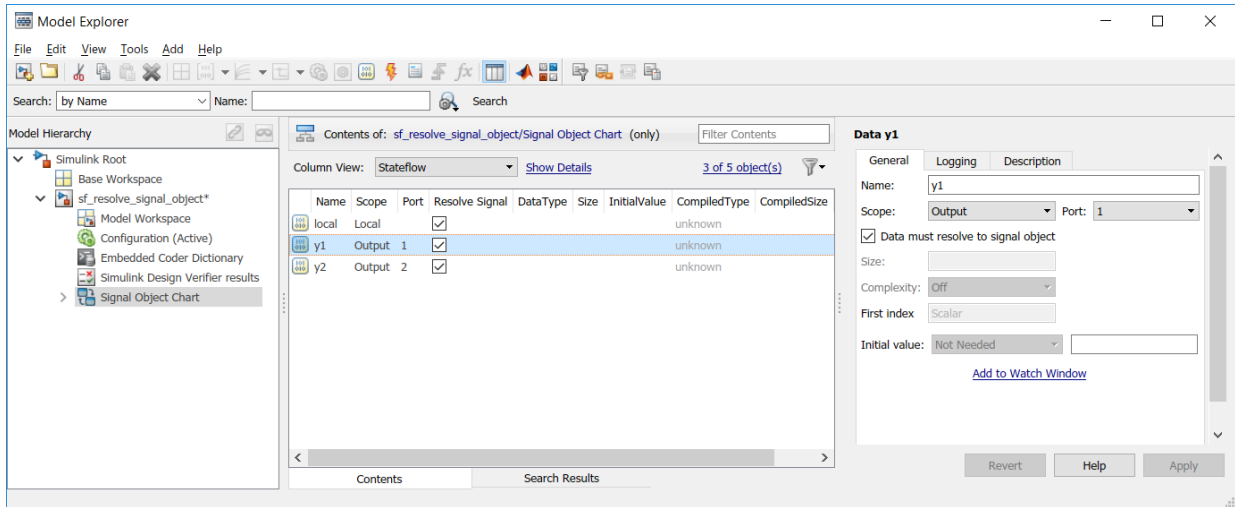 Model Explorer
File Edit View Tools Add Help
Search: by Name Name: Search
Model Hierarchy
Simulink Root
Base Workspace
sf_resolve_signal_object*
Model Workspace
Configuration (Active)
Embedded Coder Dictionary
Simulink Design Verifier results
Signal Object Chart
Contents of: sf_resolve_signal_object/Signal Object Chart (only) Filter Contents
Column View: Stateflow Show Details 3 of 5 object(s)
Name Scope Port Resolve Signal DataType Size InitialValue CompiledType CompiledSize
local Local unknown
y1 Output 1 unknown
y2 Output 2 unknown
Contents Search Results
Data y1
General Logging Description
Name: y1
Scope: Output Port: 1
Data must resolve to signal object
Size:
Complexity: Off
First index Scalar
Initial value: Not Needed
Add to Watch Window
Revert Help Apply